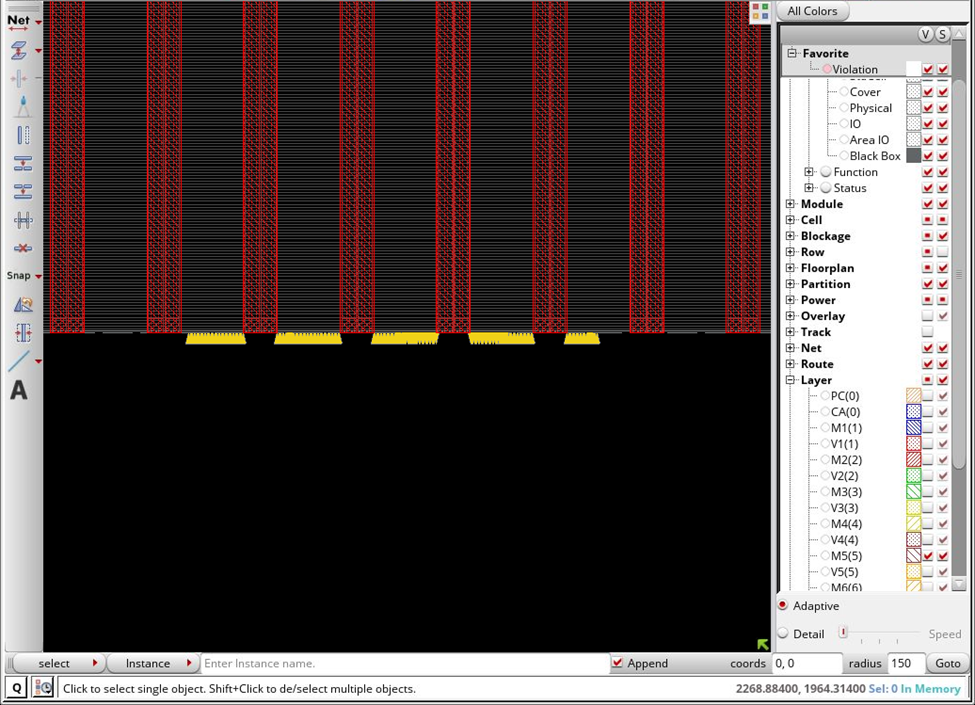 All Colors
Net
V S
Favorite
Violation
Cover
Physical
IO
Area IO
Black Box
Function
Status
Module
Cell
Blockage
Row
Floorplan
Partition
Power
Overlay
Track
Net
Route
Layer
PC(0)
CA(0)
M1(1)
V1(1)
M2(2)
V2(2)
M3(3)
V3(3)
M4(4)
V4(4)
M5(5)
V5(5)
M6(6)
Snap
A
Adaptive
Detail Speed
select Instance Enter Instance name. Append coords 0, 0 radius 150 Goto
Q Click to select single object. Shift+Click to de/select multiple objects. 2268.88400, 1964.31400 Sel: 0 In Memory